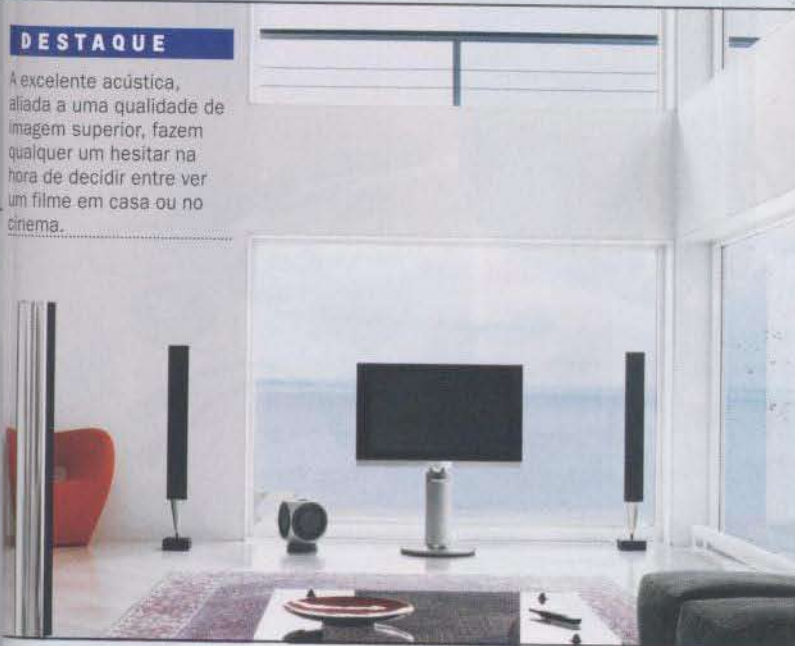 DESTAQUE
A excelente acústica,
aliada a uma qualidade de
imagem superior, fazem
qualquer um hesitar na
hora de decidir entre ver
um filme em casa ou no
cinema.